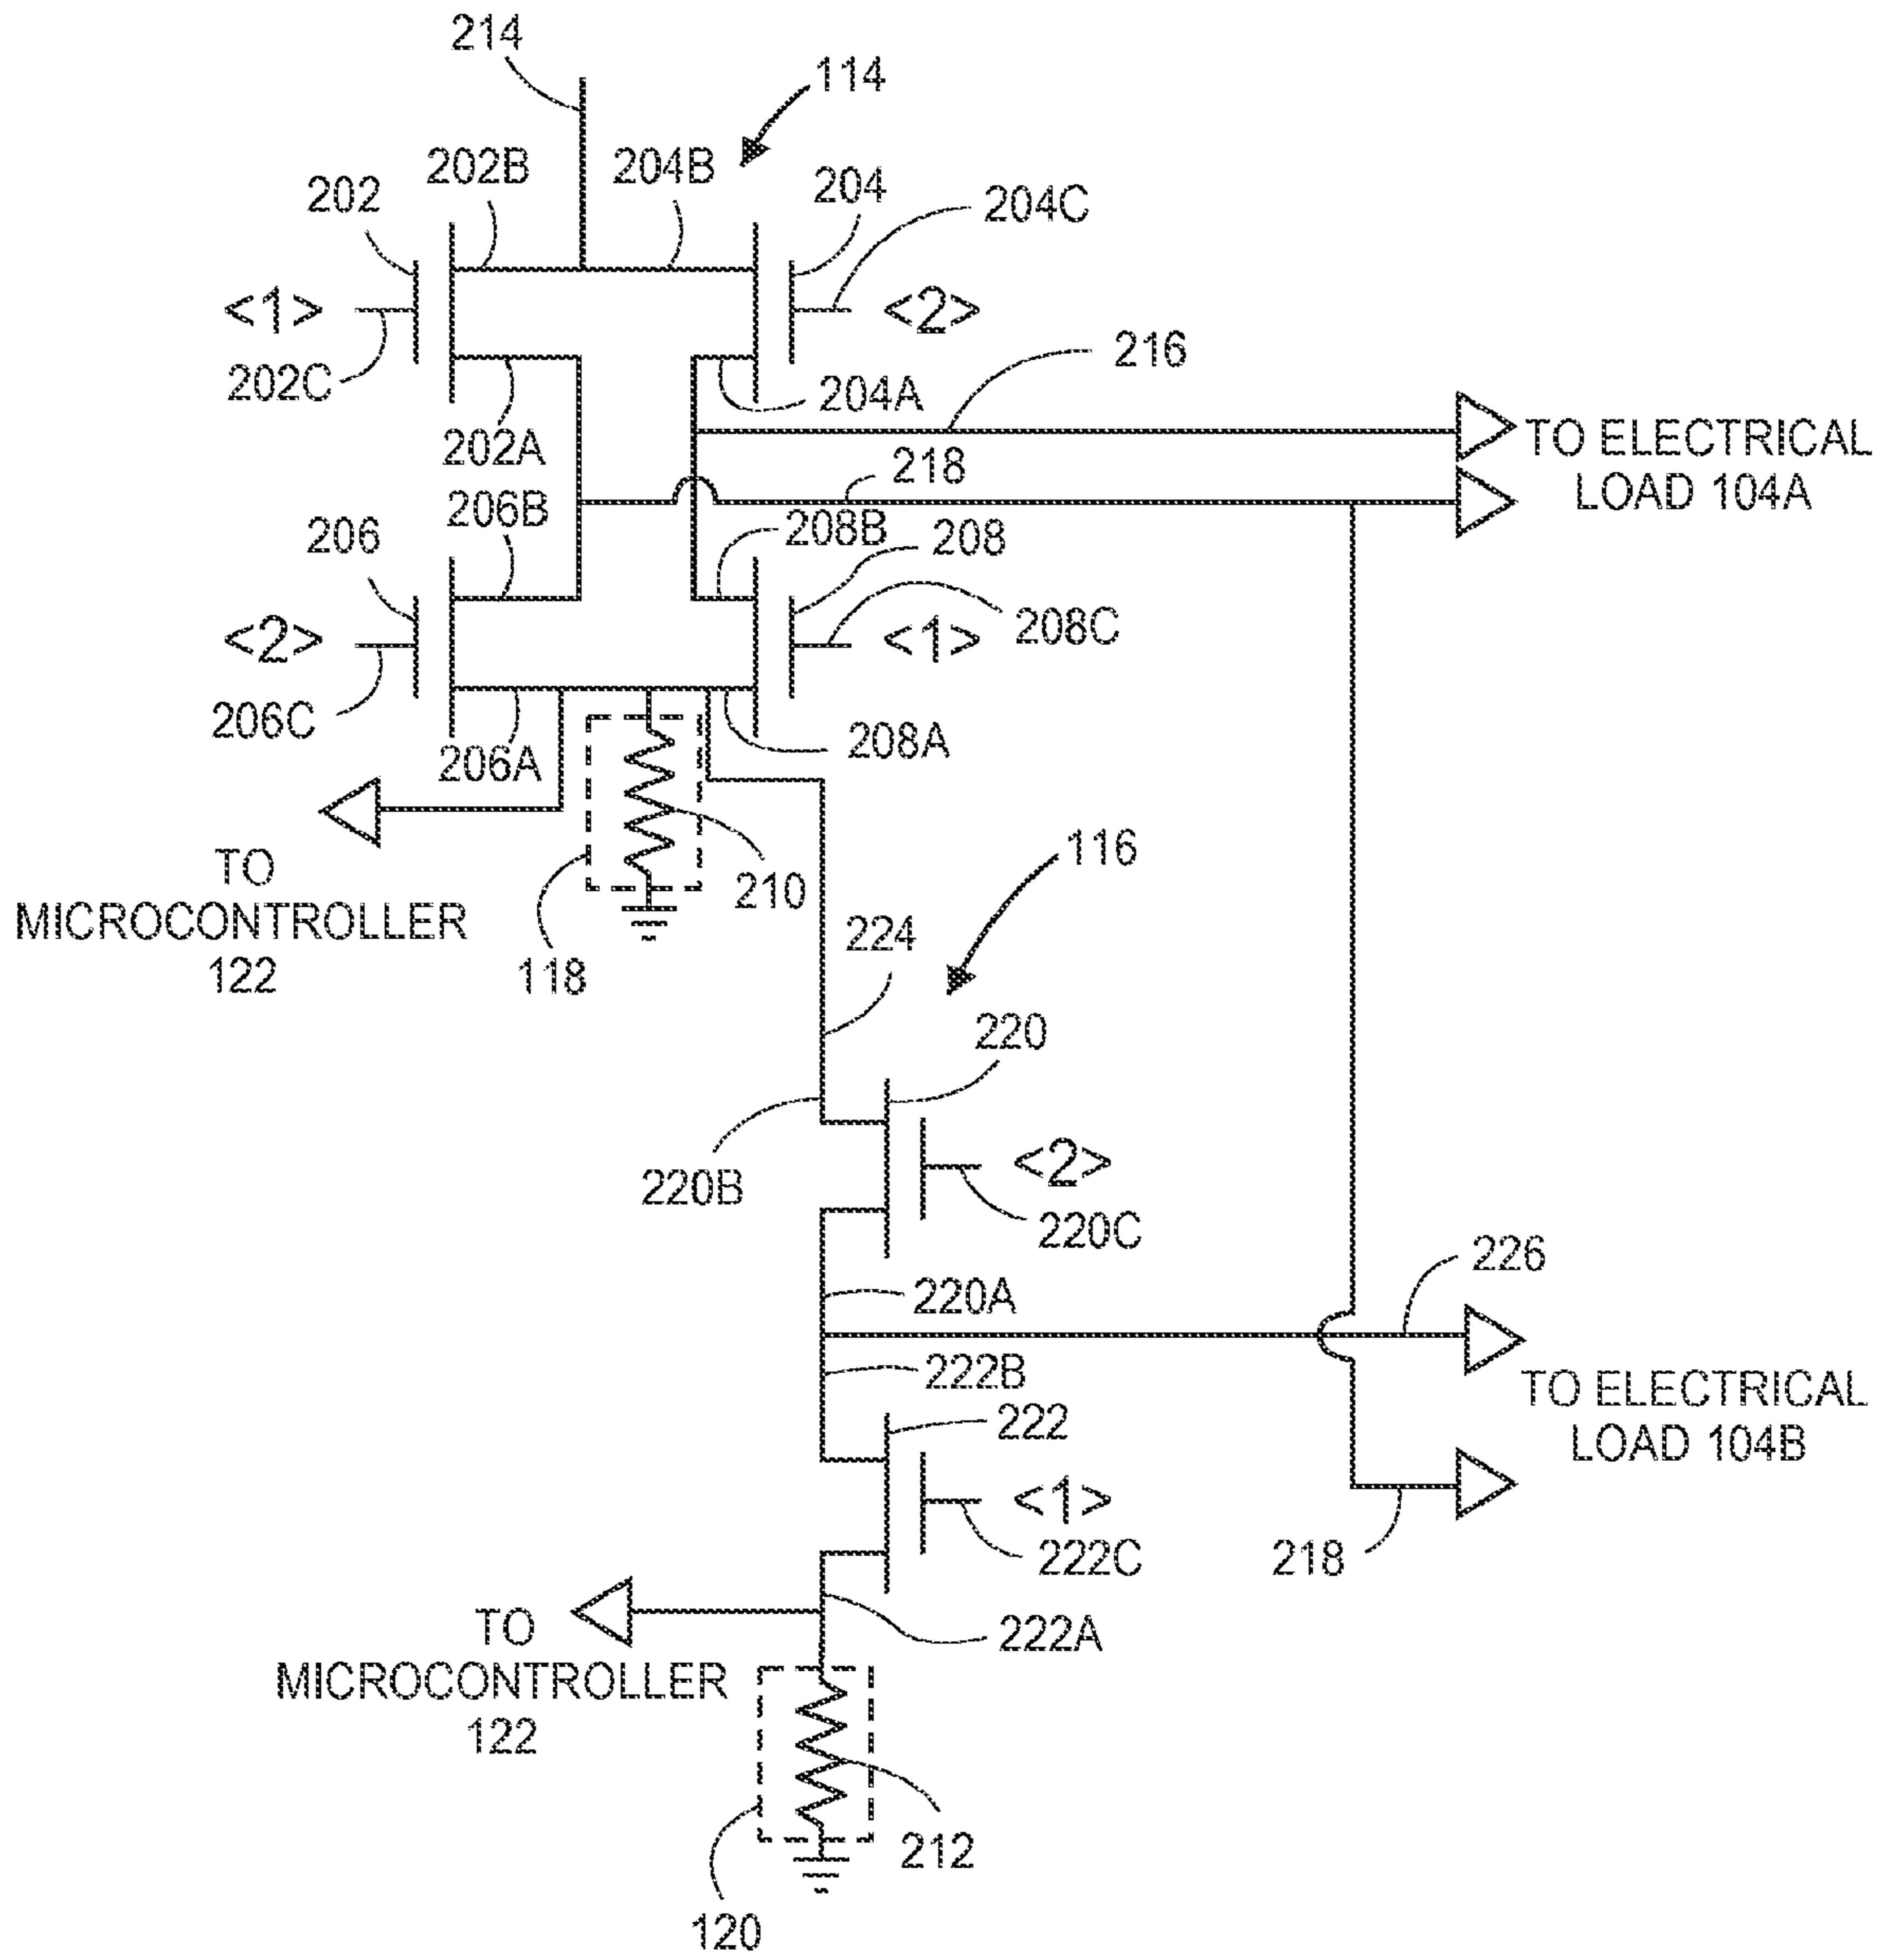 214
114
202B
204B
202
204
204C
<1>
<2>
202C
204A
216
202A
TO ELECTRICAL
LOAD 104A
218
206B
208B
206
208
<2>
<1>
208C
206C
206A
208A
TO
MICROCONTROLLER
122
118
210
116
224
220
220B
<2>
220C
220A
226
222B
TO ELECTRICAL
LOAD 104B
222
<1>
222C
218
222A
TO
MICROCONTROLLER
122
212
120